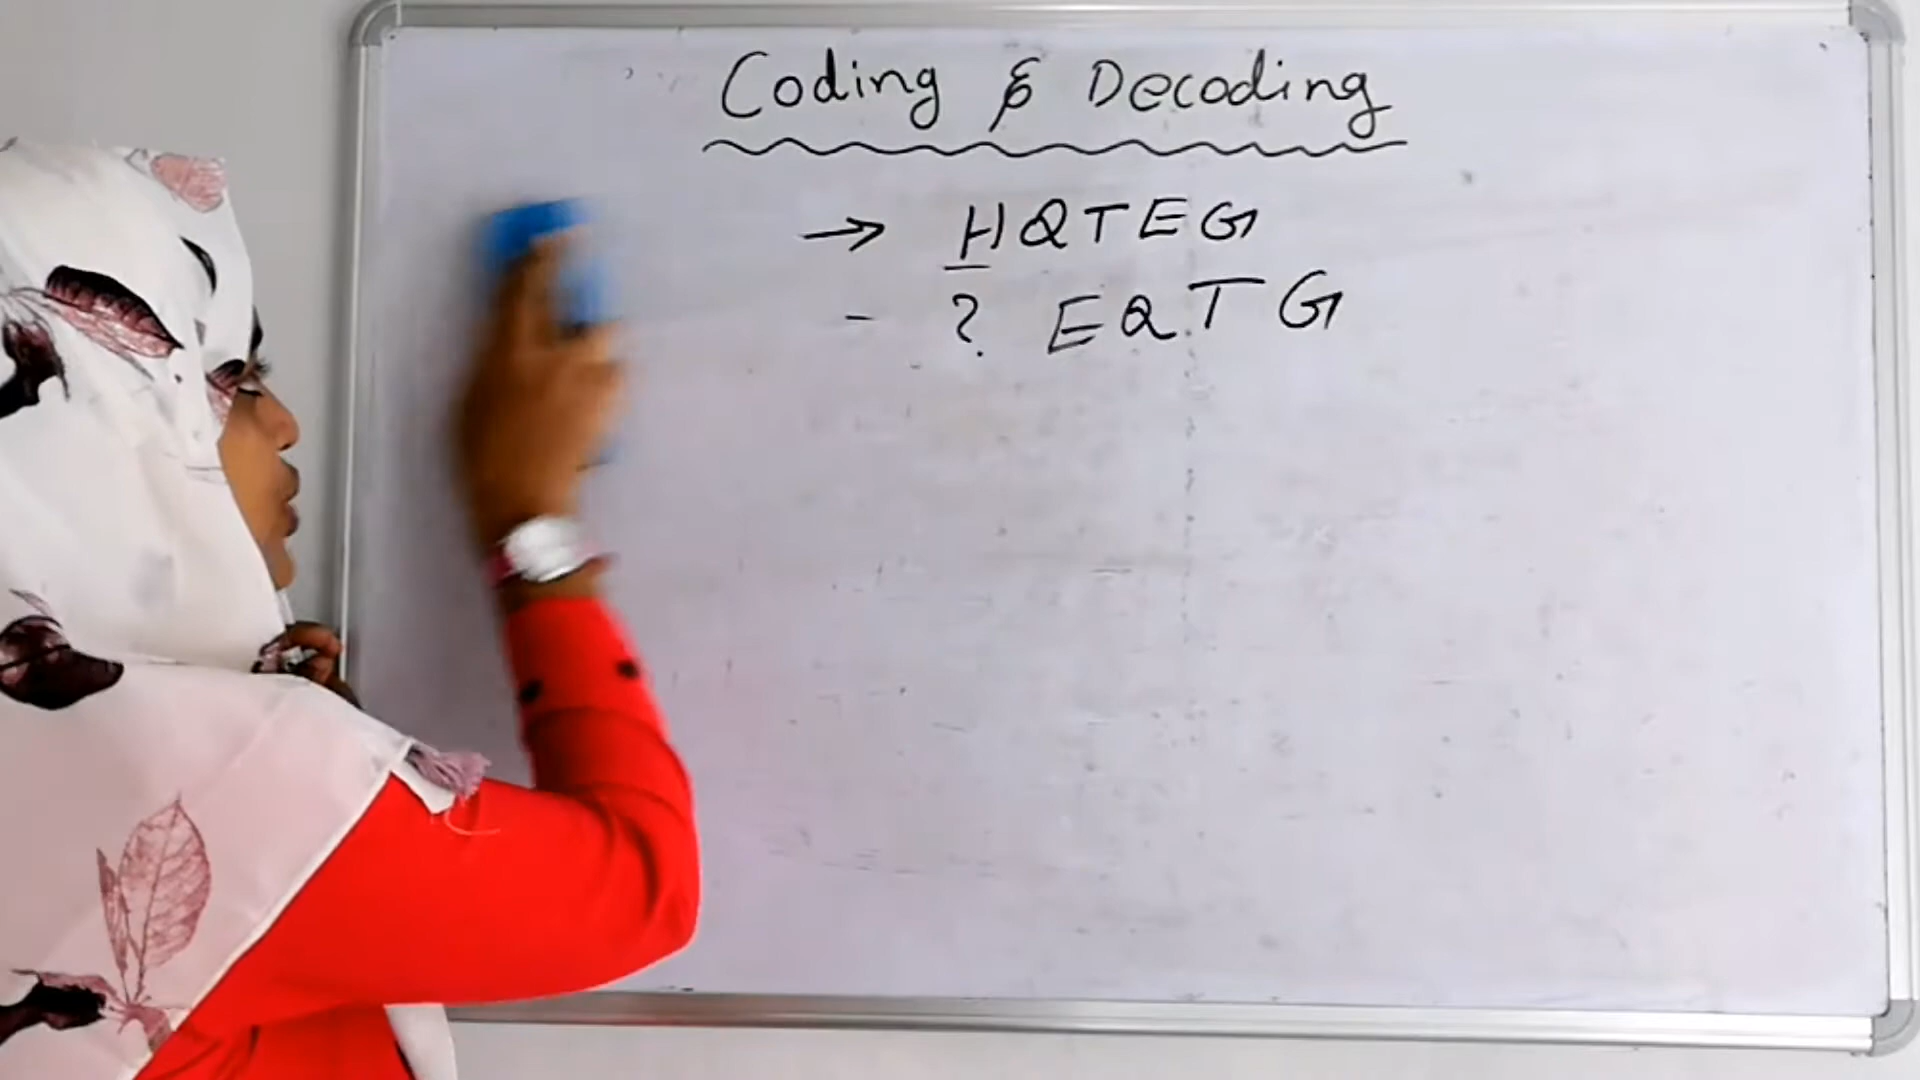 Coding & Decoding
→ HQTEG
- ? EQTG